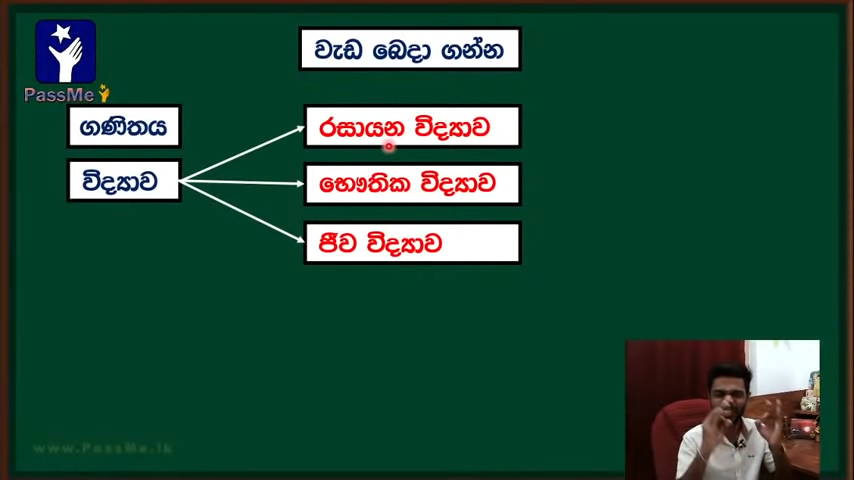 වැඩ බෙදා ගන්න
PassMe
ගණිතය
රසායන විද්‍යාව
විද්‍යාව
භෞතික විද්‍යාව
ජීව විද්‍යාව
www.PassMe.lk